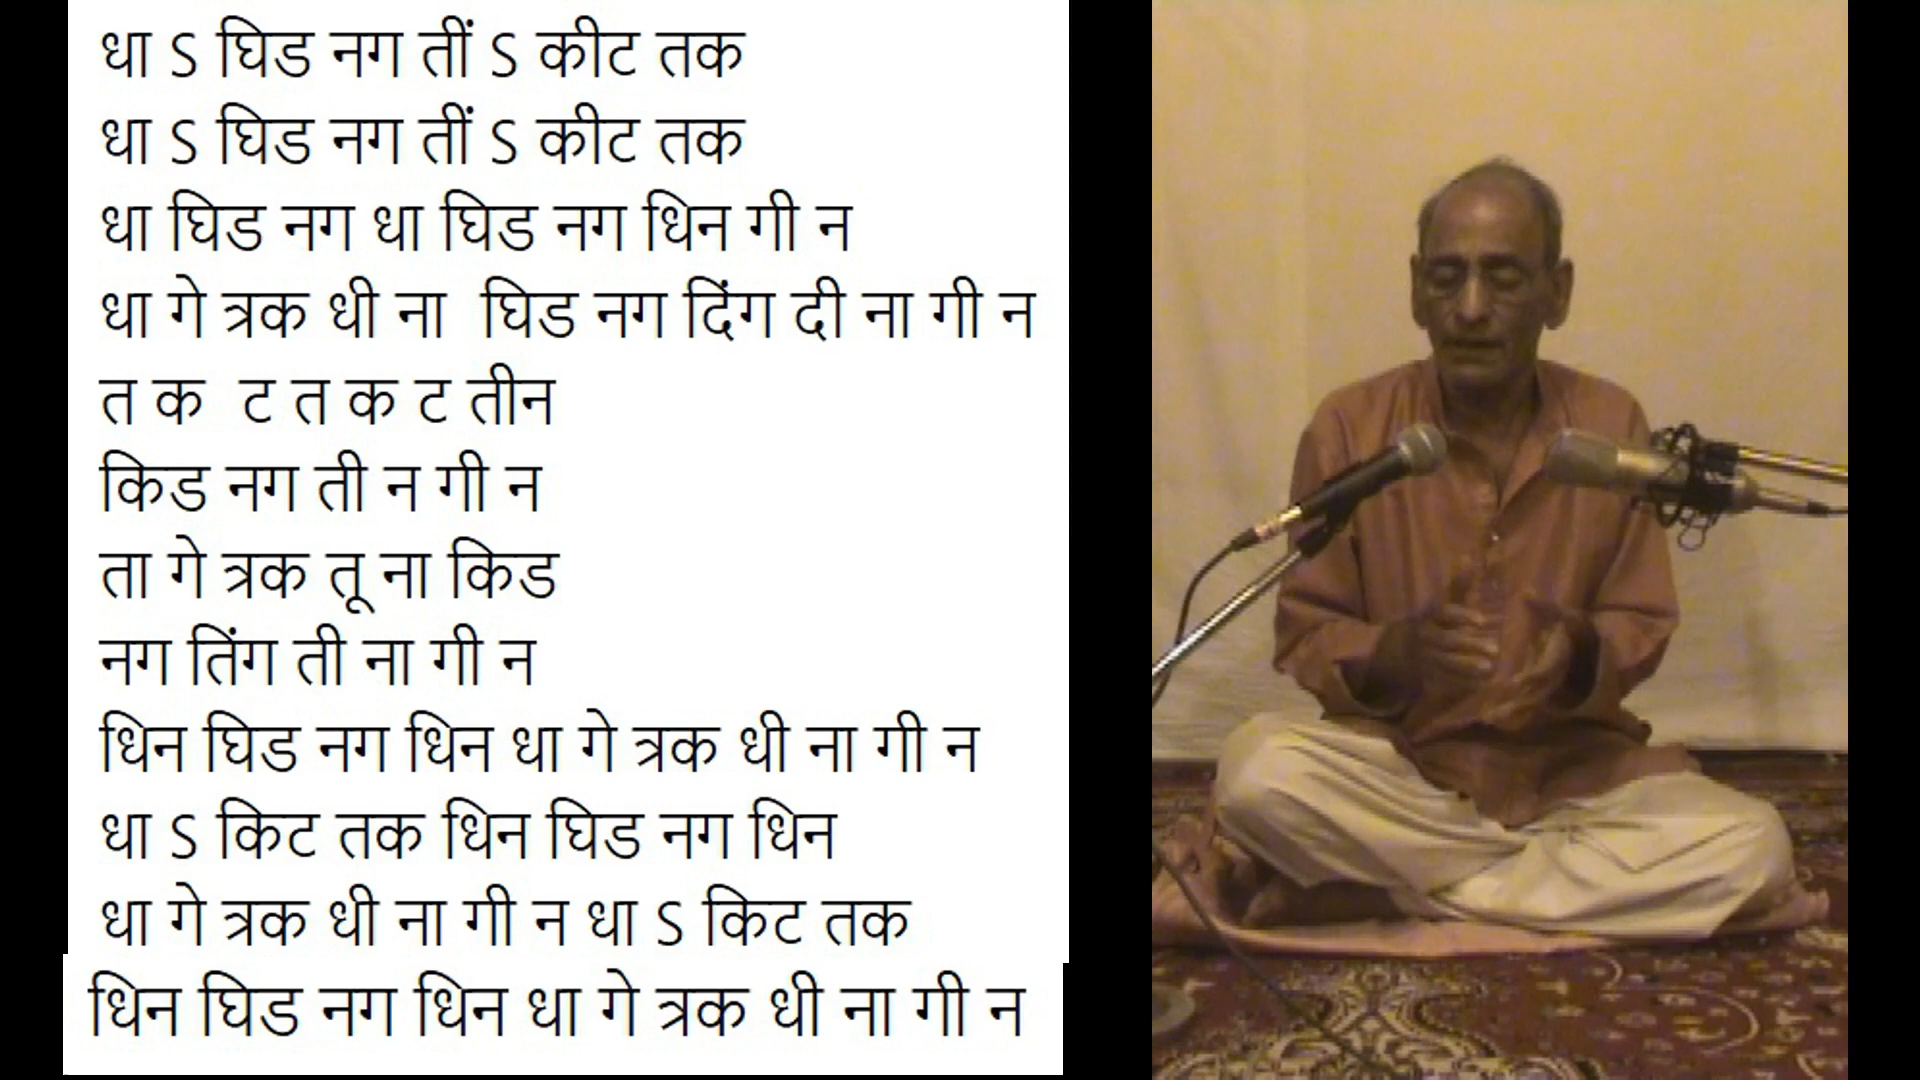 धा S घिड नग तीं S कीट तक
धा S घिड नग तीं S कीट तक
धा घिड नग धा घिड नग धिन गी न
धा गे त्रक धी ना घिड नग दिंग दी ना गी न
त क ट त क ट तीन
किड नग ती न गी न
ता गे त्रक तू ना किड
नग तिंग ती ना गी न
धिन घिड नग धिन धा गे त्रक धी ना गी न
धा S किट तक धिन घिड नग धिन
धा गे त्रक धी ना गी न धा S किट तक
धिन घिड नग धिन धा गे त्रक धी ना गी न